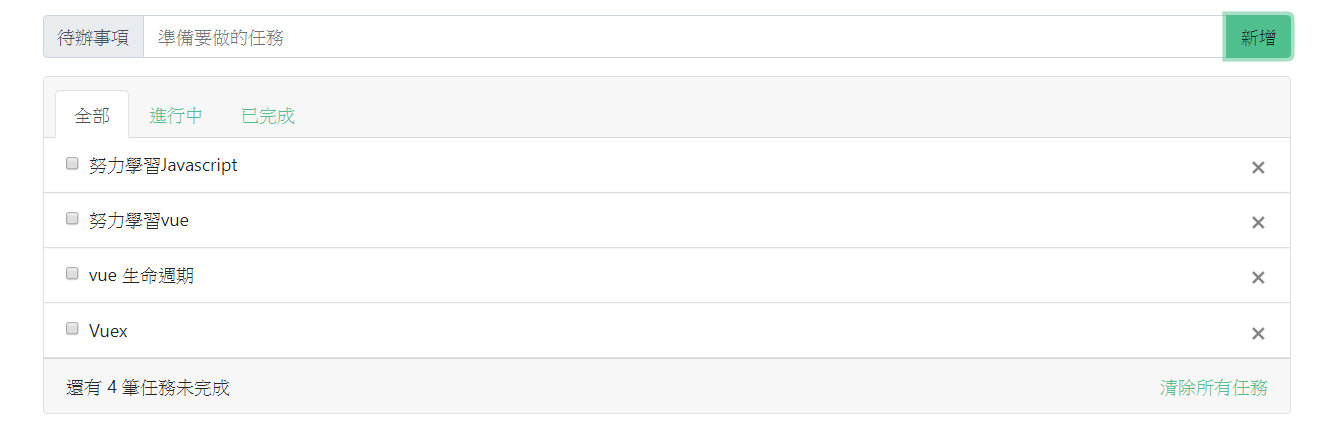 待辦事項 準備要做的任務 新增
全部 進行中 已完成
努力學習Javascript
努力學習vue
vue 生命週期
Vuex
還有 4 筆任務未完成 清除所有任務